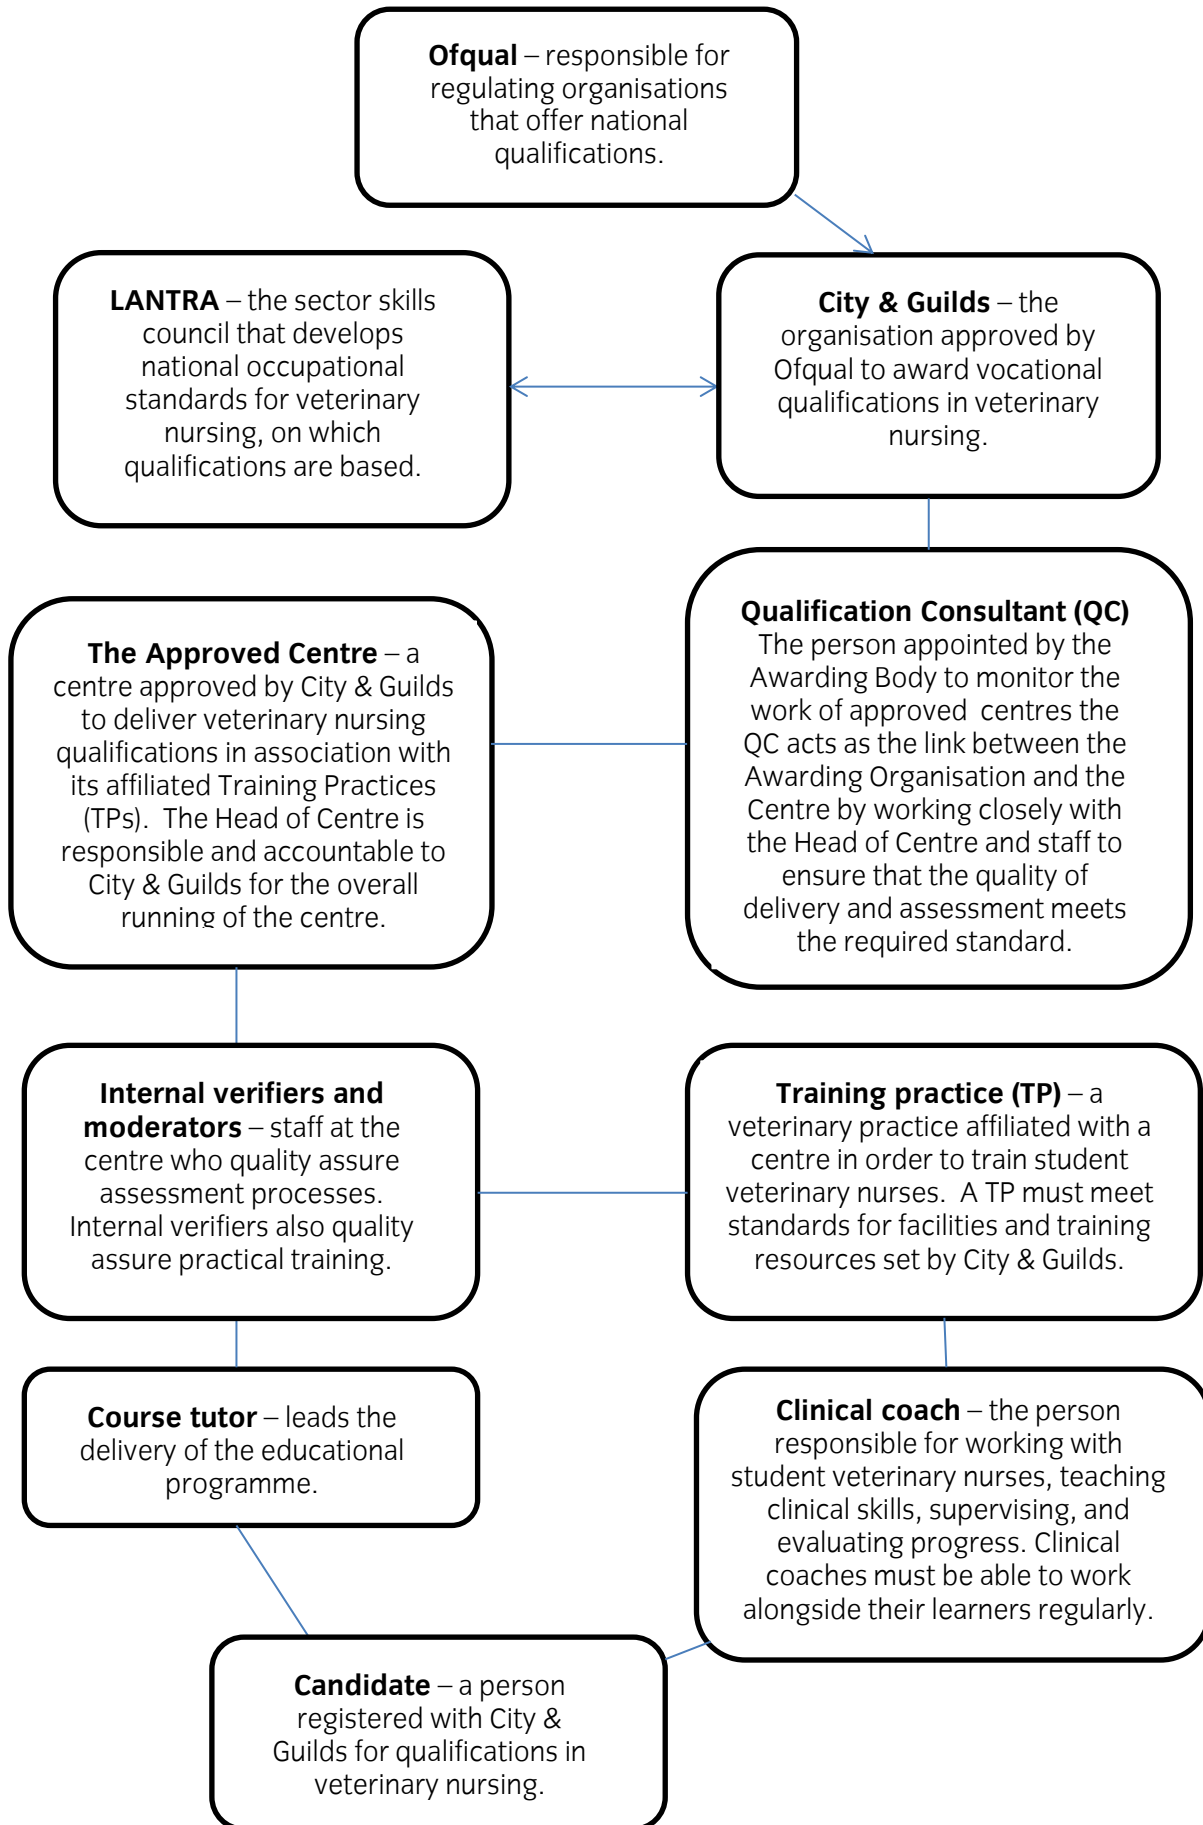 Ofqual – responsible for
regulating organisations
that offer national
qualifications.
LANTRA – the sector skills
council that develops
national occupational
standards for veterinary
nursing, on which
qualifications are based.
City & Guilds – the
organisation approved by
Ofqual to award vocational
qualifications in veterinary
nursing.
The Approved Centre – a
centre approved by City & Guilds
to deliver veterinary nursing
qualifications in association with
its affiliated Training Practices
(TPs).  The Head of Centre is
responsible and accountable to
City & Guilds for the overall
running of the centre.
Qualification Consultant (QC)
The person appointed by the
Awarding Body to monitor the
work of approved  centres the
QC acts as the link between the
Awarding Organisation and the
Centre by working closely with
the Head of Centre and staff to
ensure that the quality of
delivery and assessment meets
the required standard.
Internal verifiers and
moderators – staff at the
centre who quality assure
assessment processes.
Internal verifiers also quality
assure practical training.
Training practice (TP) – a
veterinary practice affiliated with a
centre in order to train student
veterinary nurses.  A TP must meet
standards for facilities and training
resources set by City & Guilds.
Course tutor – leads the
delivery of the educational
programme.
Clinical coach – the person
responsible for working with
student veterinary nurses, teaching
clinical skills, supervising, and
evaluating progress. Clinical
coaches must be able to work
alongside their learners regularly.
Candidate – a person
registered with City &
Guilds for qualifications in
veterinary nursing.